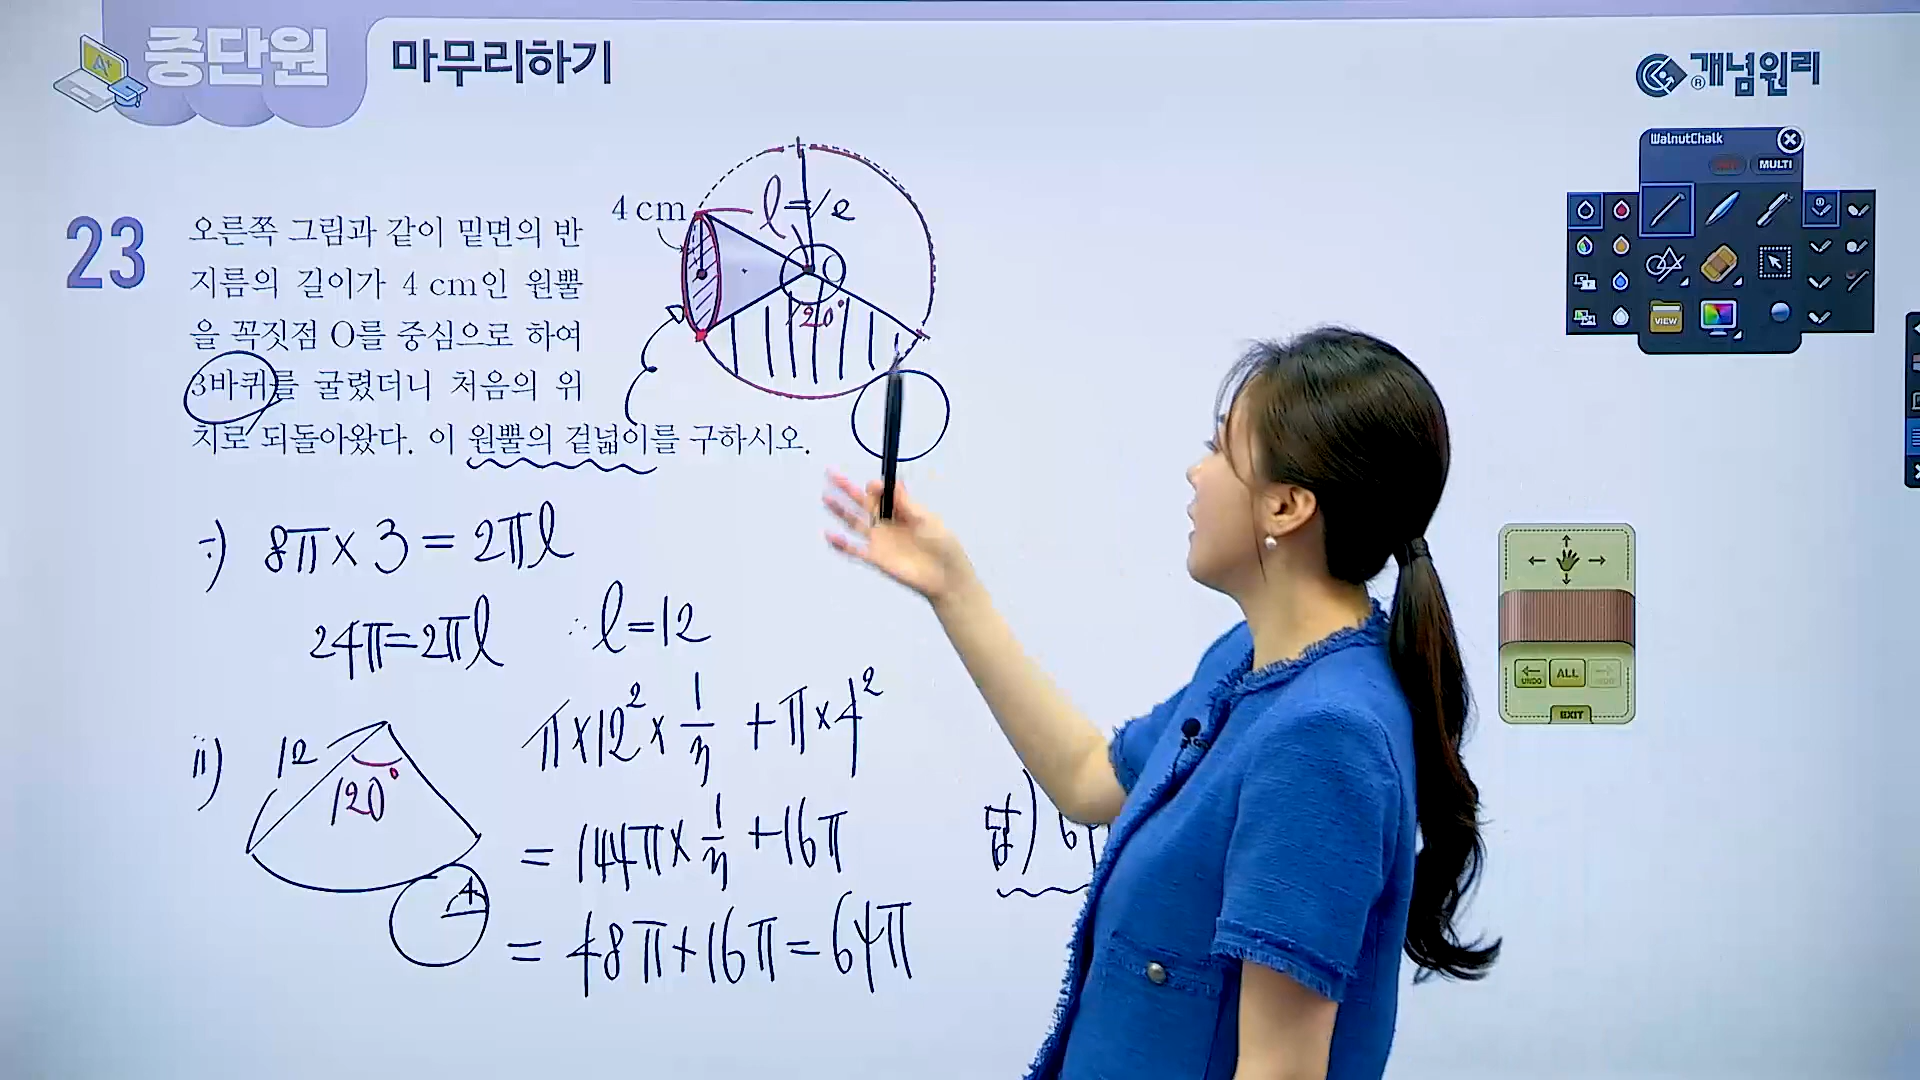 중단원 마무리하기
개념원리
WalnutChalk
MULTI
VIEW
23
오른쪽 그림과 같이 밑면의 반
지름의 길이가 4 cm인 원뿔
을 꼭짓점 O를 중심으로 하여
3바퀴를 굴렸더니 처음의 위
치로 되돌아왔다. 이 원뿔의 겉넓이를 구하시오.
4 cm
l = 12
O
120°
i) 8π × 3 = 2πl
24π = 2πl ∴ l = 12
ii) 12
120°
4
π×12²×1/3 + π×4²
= 144π×1/3 + 16π
= 48π + 16π = 64π
답) 6
UNDO
ALL
EXIT